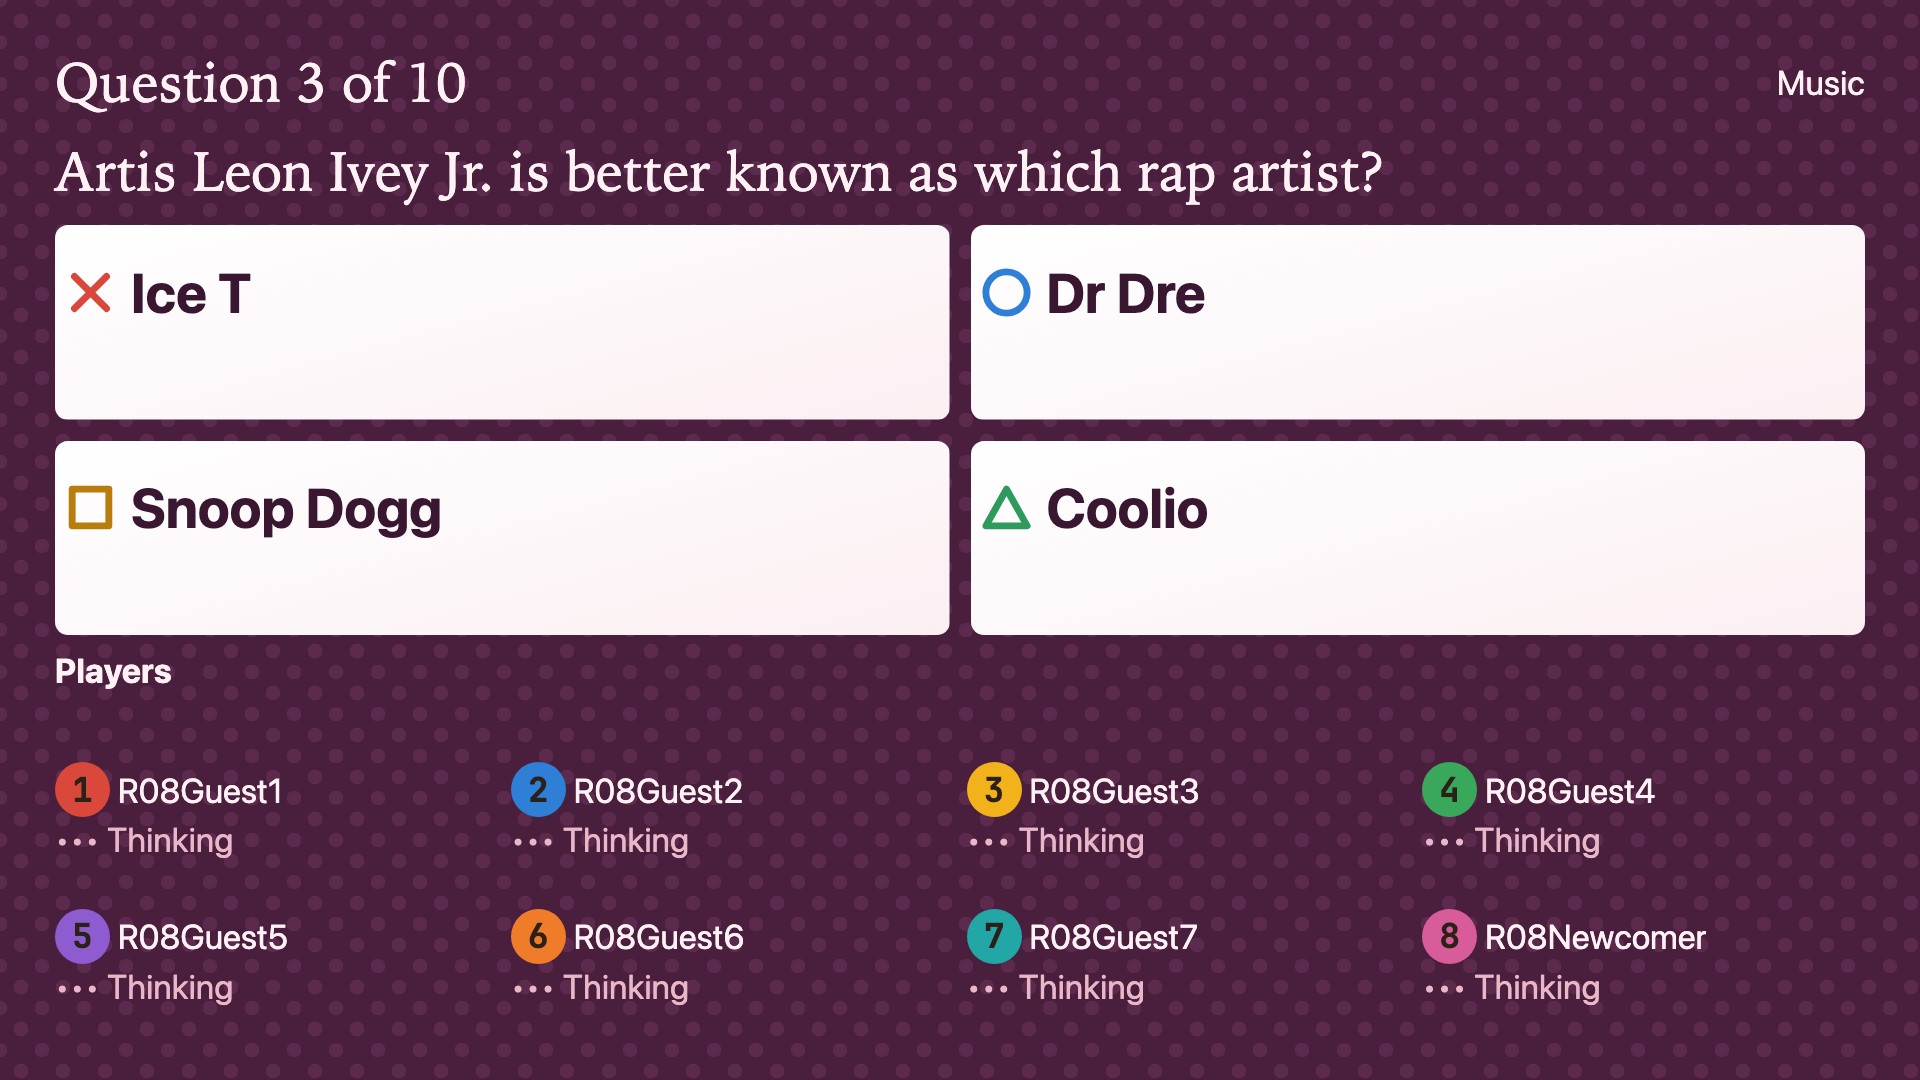 Question 3 of 10
Music
Artis Leon Ivey Jr. is better known as which rap artist?
Ice T
Dr Dre
Snoop Dogg
Coolio
Players
1 R08Guest1
2 R08Guest2
3 R08Guest3
4 R08Guest4
••• Thinking
••• Thinking
••• Thinking
••• Thinking
5 R08Guest5
6 R08Guest6
7 R08Guest7
8 R08Newcomer
••• Thinking
••• Thinking
••• Thinking
••• Thinking